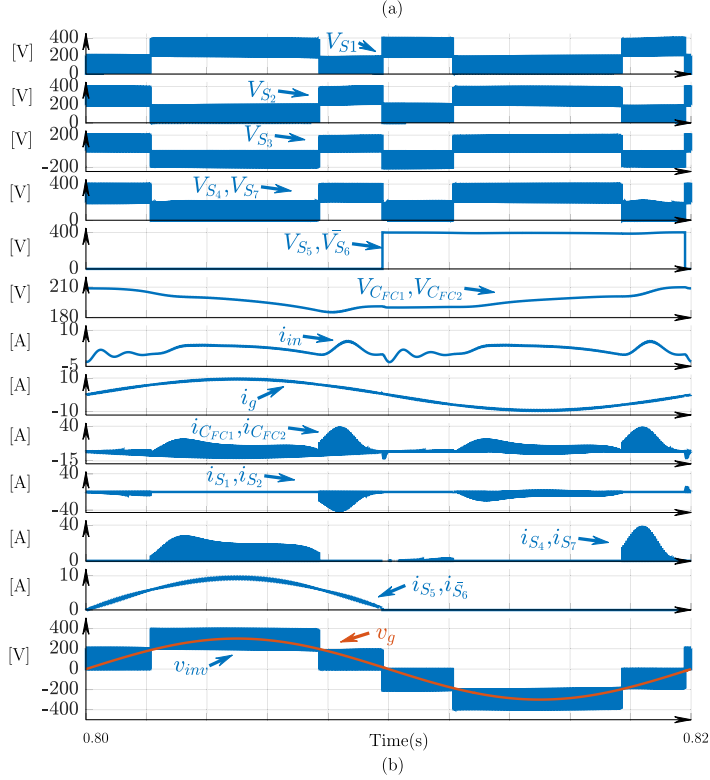 (a)
[V] 400 200 0 V_{S1}
[V] 400 200 0 V_{S_2}
[V] 200 0 -200 V_{S_3}
[V] 400 200 0 V_{S_4},V_{S_7}
[V] 400 0 V_{S_5},V_{\bar{S}_6}
[V] 210 180 V_{C_{FC1}},V_{C_{FC2}}
[A] 10 -5 i_{in}
[A] 10 -10 i_g
[A] 40 -15 i_{C_{FC1}},i_{C_{FC2}}
[A] 40 -40 i_{S_1},i_{S_2}
[A] 40 0 i_{S_4},i_{S_7}
[A] 10 0 i_{S_5},i_{\bar{S}_6}
[V] 400 200 0 -200 -400 v_g v_{inv}
0.80 Time(s) 0.82
(b)